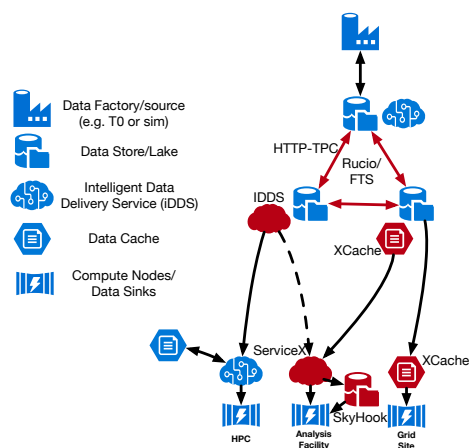 Data Factory/source
(e.g. T0 or sim)
Data Store/Lake
Intelligent Data
Delivery Service (iDDS)
Data Cache
Compute Nodes/
Data Sinks
HTTP-TPC
Rucio/
FTS
IDDS
XCache
ServiceX
XCache
SkyHook
HPC
Analysis
Facility
Grid
Site